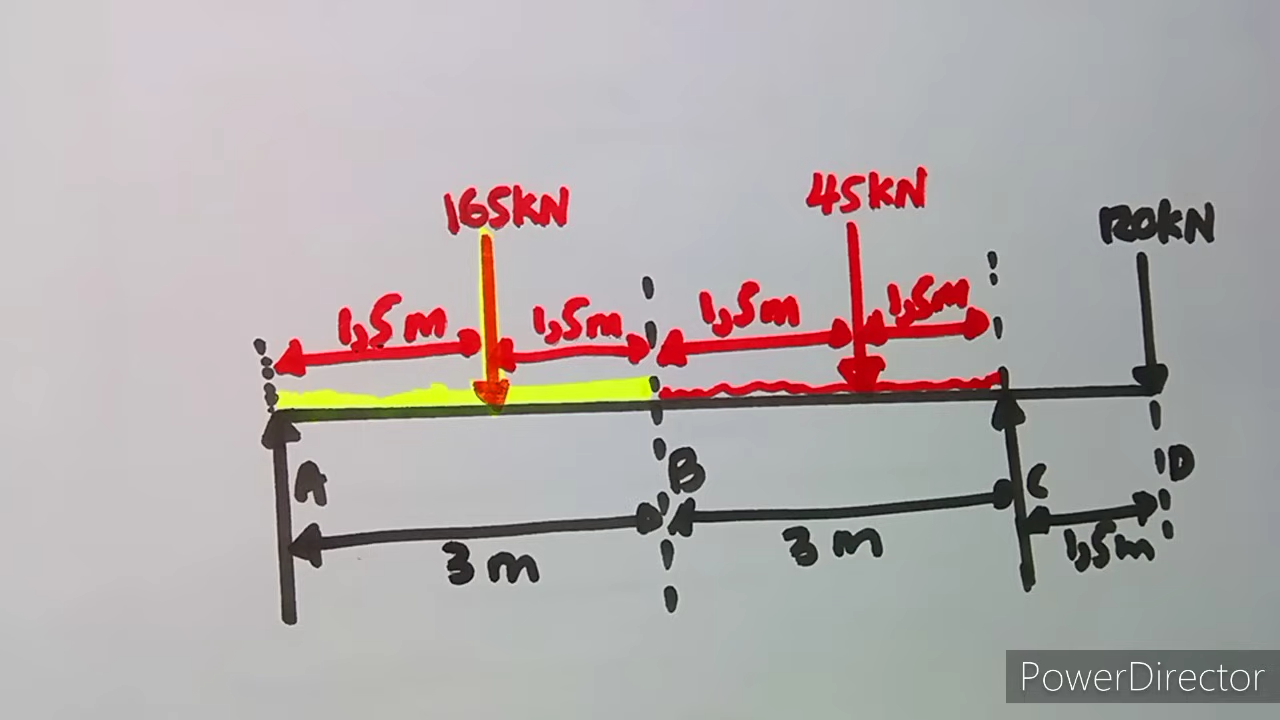 165KN
45KN
120KN
1,5m
1,5m
1,5m
1,5m
A
B
C
D
3m
3m
1,5m
PowerDirector